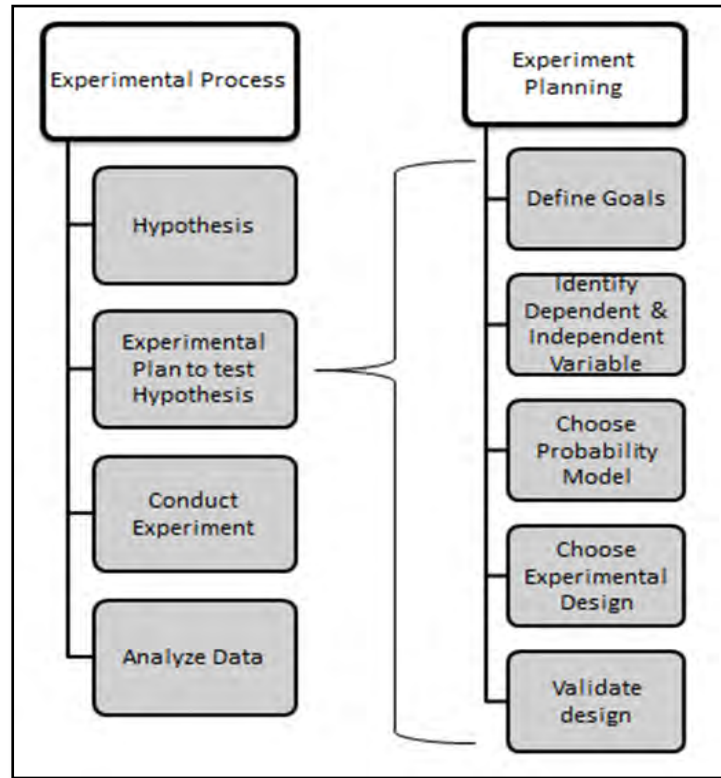 Experimental Process
Hypothesis
Experimental
Plan to test
Hypothesis
Conduct
Experiment
Analyze Data
Experiment
Planning
Define Goals
Identify
Dependent &
Independent
Variable
Choose
Probability
Model
Choose
Experimental
Design
Validate
design